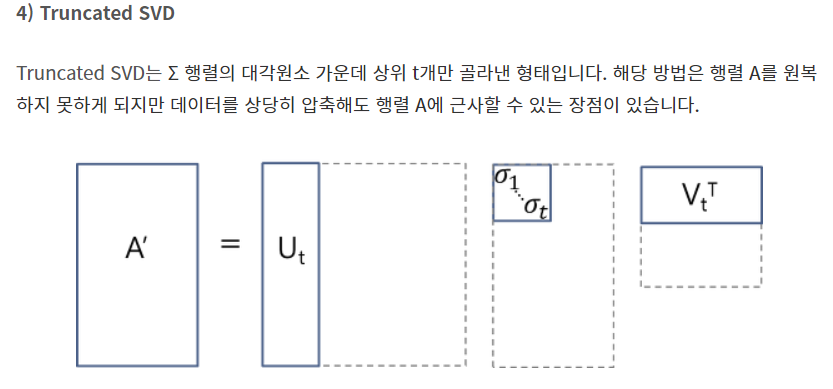 4) Truncated SVD
Truncated SVD는 Σ 행렬의 대각원소 가운데 상위 t개만 골라낸 형태입니다. 해당 방법은 행렬 A를 원복
하지 못하게 되지만 데이터를 상당히 압축해도 행렬 A에 근사할 수 있는 장점이 있습니다.
A′ = Uₜ σ₁ ⋱ σₜ Vₜᵀ